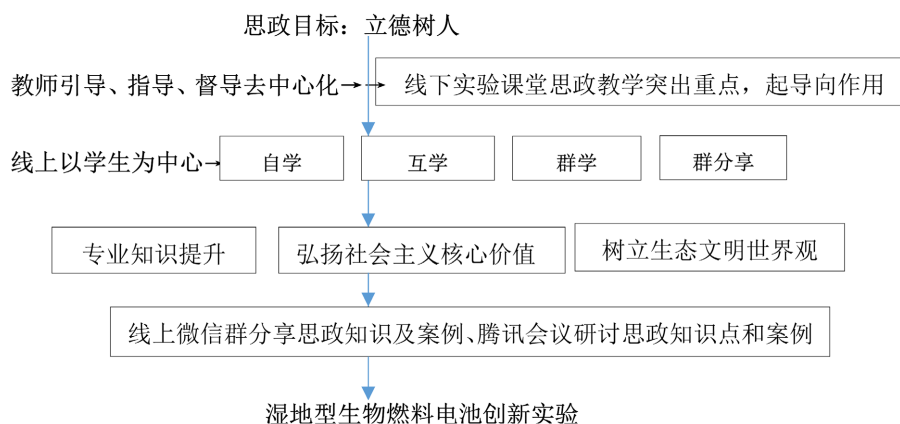 思政目标：立德树人
教师引导、指导、督导去中心化→→ 线下实验课堂思政教学突出重点，起导向作用
线上以学生为中心→ 自学 互学 群学 群分享
专业知识提升 弘扬社会主义核心价值 树立生态文明世界观
线上微信群分享思政知识及案例、腾讯会议研讨思政知识点和案例
湿地型生物燃料电池创新实验